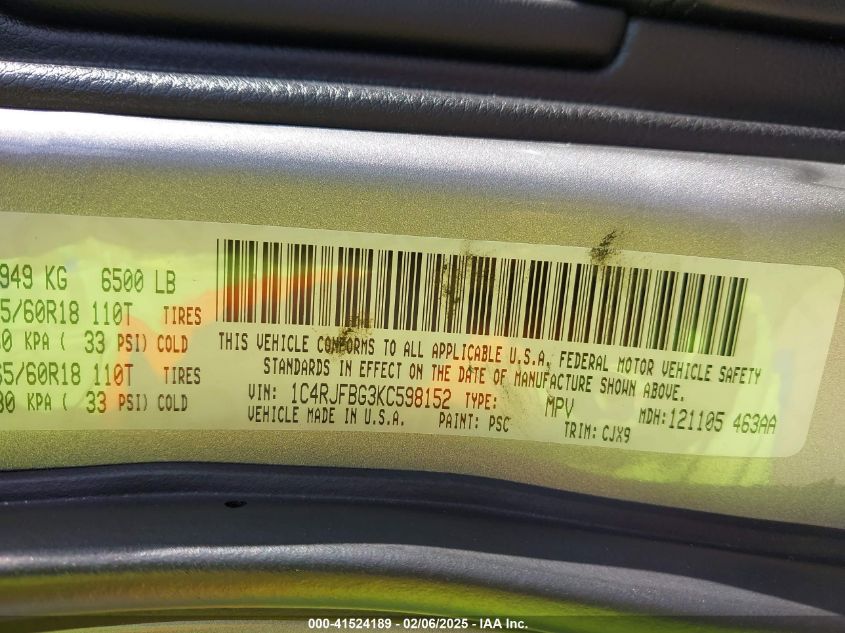 949 KG 6500 LB
5/60R18 110T TIRES
0 KPA ( 33 PSI) COLD
65/60R18 110T TIRES
30 KPA ( 33 PSI) COLD
THIS VEHICLE CONFORMS TO ALL APPLICABLE U.S.A. FEDERAL MOTOR VEHICLE SAFETY
STANDARDS IN EFFECT ON THE DATE OF MANUFACTURE SHOWN ABOVE.
VIN: 1C4RJFBG3KC598152 TYPE: MPV MDH:121105 463AA
VEHICLE MADE IN U.S.A. PAINT: PSC TRIM: CJX9
000-41524189 - 02/06/2025 - IAA Inc.